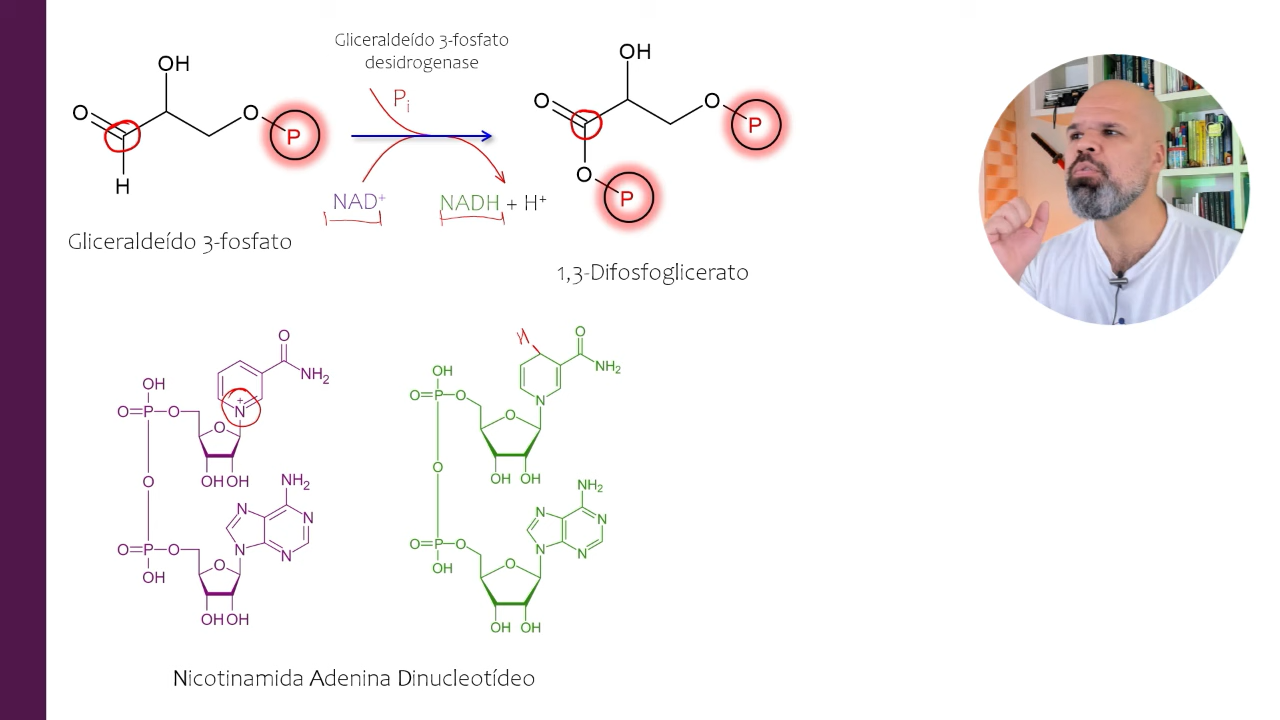 Gliceraldeído 3-fosfato
desidrogenase
OH
OH
O
O
P
Pi
O
O
P
H
O
P
NAD⁺
NADH + H⁺
Gliceraldeído 3-fosfato
1,3-Difosfoglicerato
O
NH₂
OH
O=P-O
N⁺
O
OH OH
O
NH₂
N
N
N
N
O=P-O
OH
O
OH OH
H
O
NH₂
OH
O=P-O
N
O
OH OH
O
NH₂
N
N
N
N
O=P-O
OH
O
OH OH
Nicotinamida Adenina Dinucleotídeo